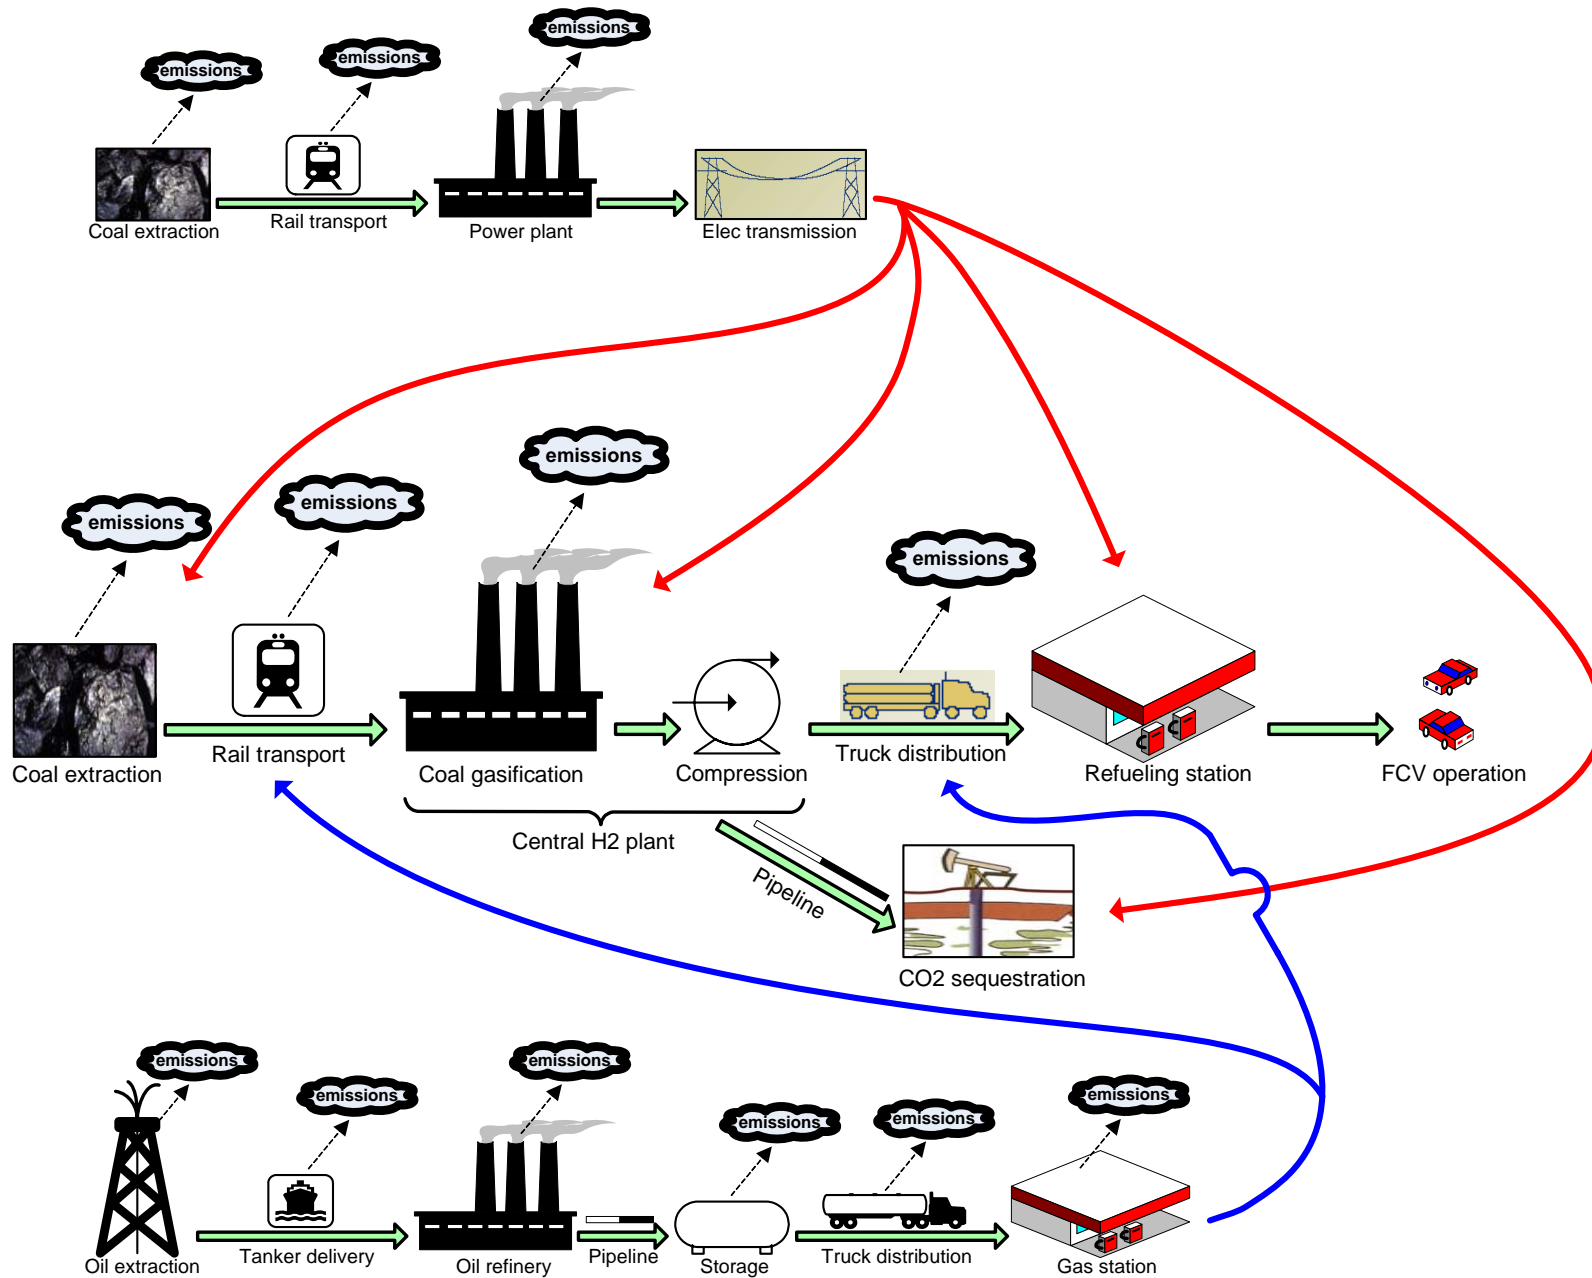 emissions
emissions
emissions
Coal extraction
Rail transport
Power plant
Elec transmission
emissions
emissions
emissions
emissions
Coal extraction
Rail transport
Coal gasification
Compression
Truck distribution
Refueling station
FCV operation
Central H2 plant
Pipeline
CO2 sequestration
emissions
emissions
emissions
emissions
emissions
emissions
Oil extraction
Tanker delivery
Oil refinery
Pipeline
Storage
Truck distribution
Gas station